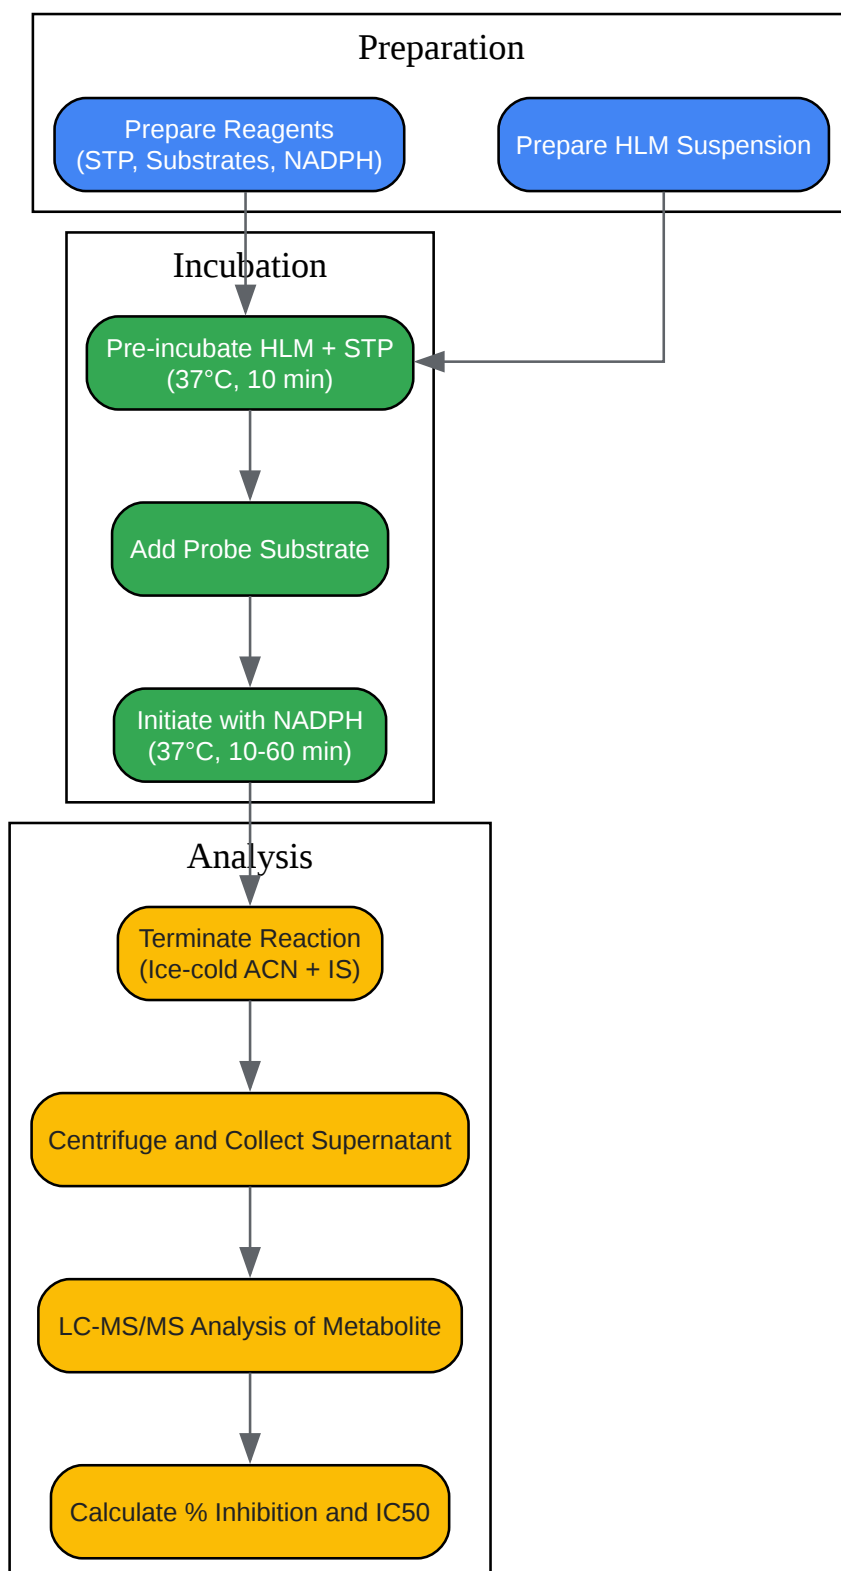 Preparation
Prepare Reagents
(STP, Substrates, NADPH)
Prepare HLM Suspension
Incubation
Pre-incubate HLM + STP
(37°C, 10 min)
Add Probe Substrate
Initiate with NADPH
(37°C, 10-60 min)
Analysis
Terminate Reaction
(Ice-cold ACN + IS)
Centrifuge and Collect Supernatant
LC-MS/MS Analysis of Metabolite
Calculate % Inhibition and IC50